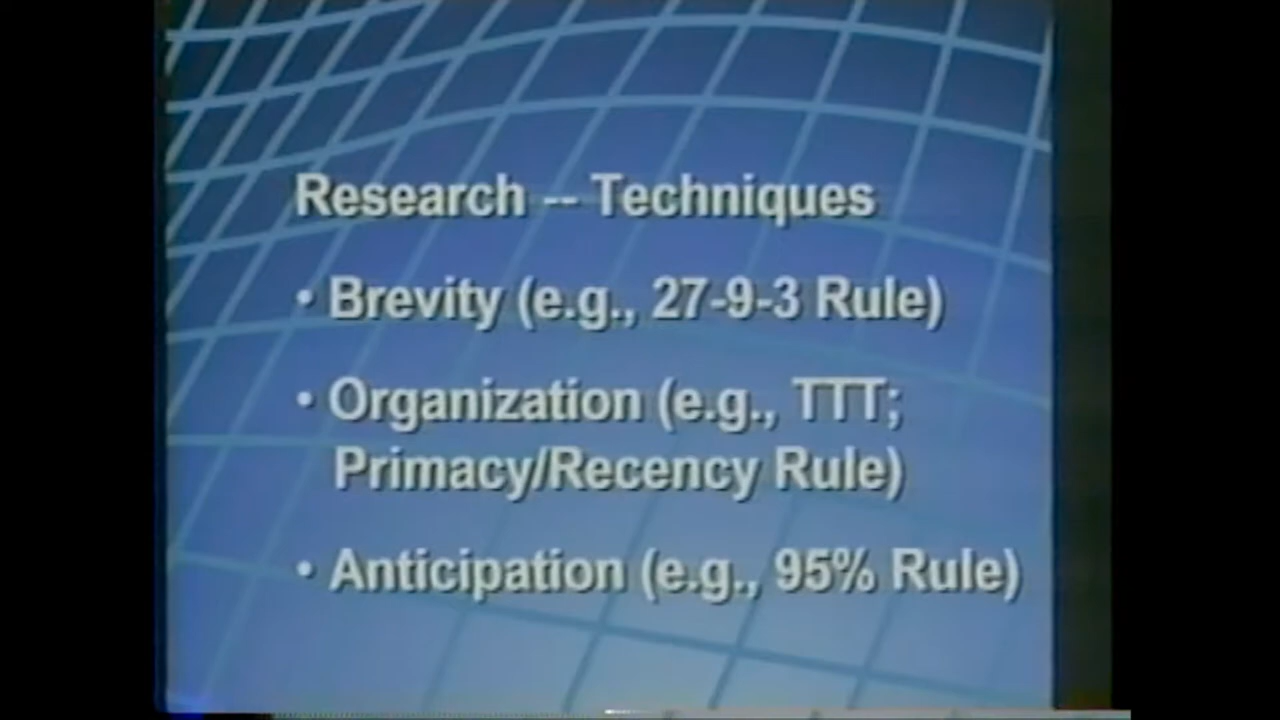 Research -- Techniques
• Brevity (e.g., 27-9-3 Rule)
• Organization (e.g., TTT;
Primacy/Recency Rule)
• Anticipation (e.g., 95% Rule)